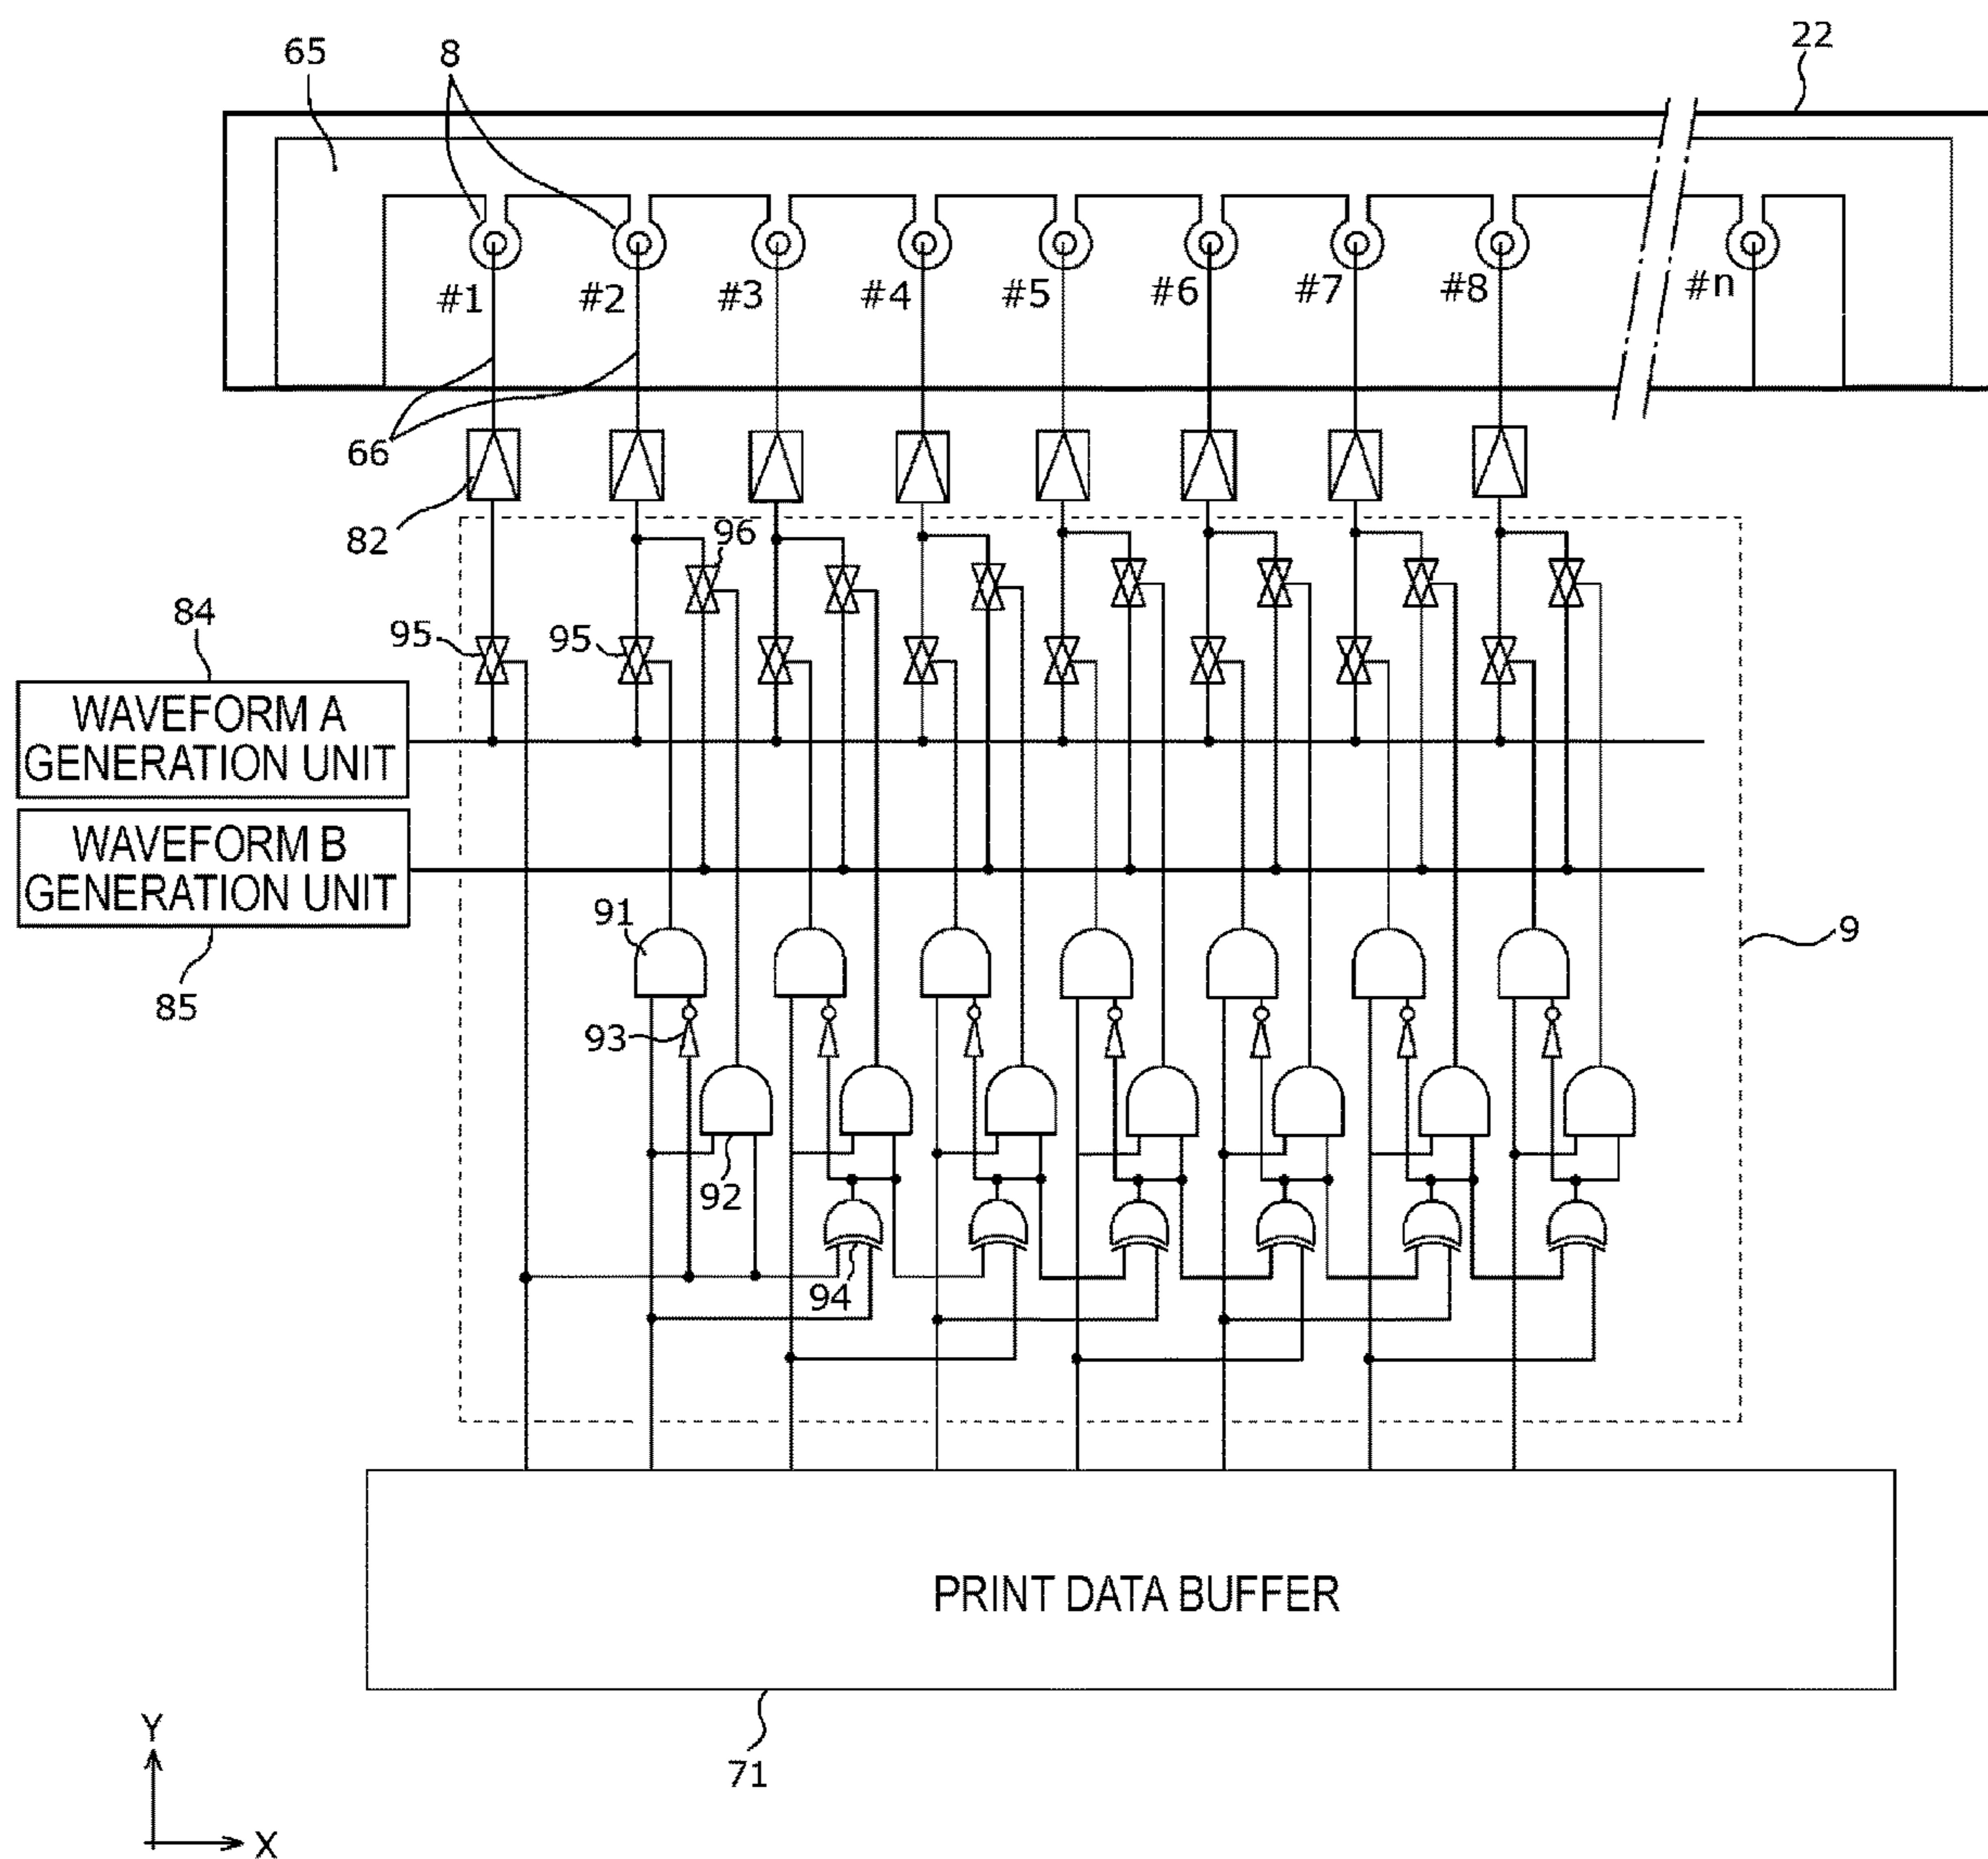 65
8
22
#1 #2 #3 #4 #5 #6 #7 #8 #n
66
82
96
84
95
95
WAVEFORM A
GENERATION UNIT
WAVEFORM B
GENERATION UNIT
85
91
9
93
92
94
PRINT DATA BUFFER
71
Y
X